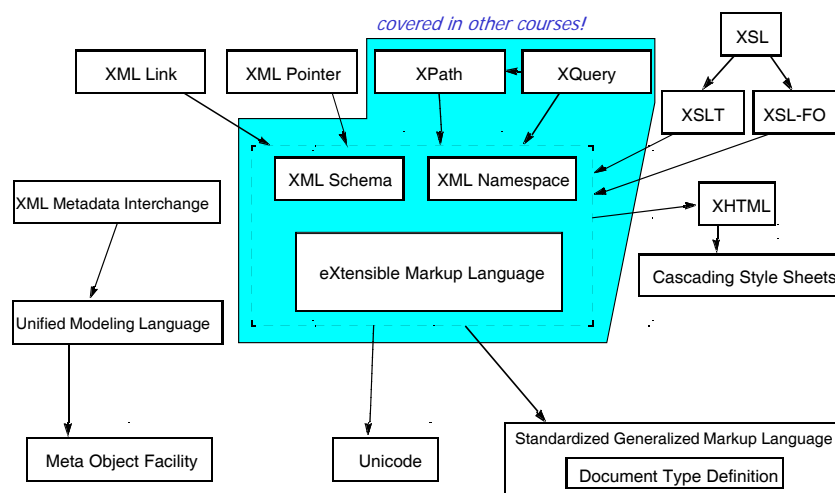 covered in other courses!
XSL
XML Link
XML Pointer
XPath
XQuery
XSLT
XSL-FO
XML Schema
XML Namespace
XML Metadata Interchange
XHTML
eXtensible Markup Language
Cascading Style Sheets
Unified Modeling Language
Standardized Generalized Markup Language
Meta Object Facility
Unicode
Document Type Definition